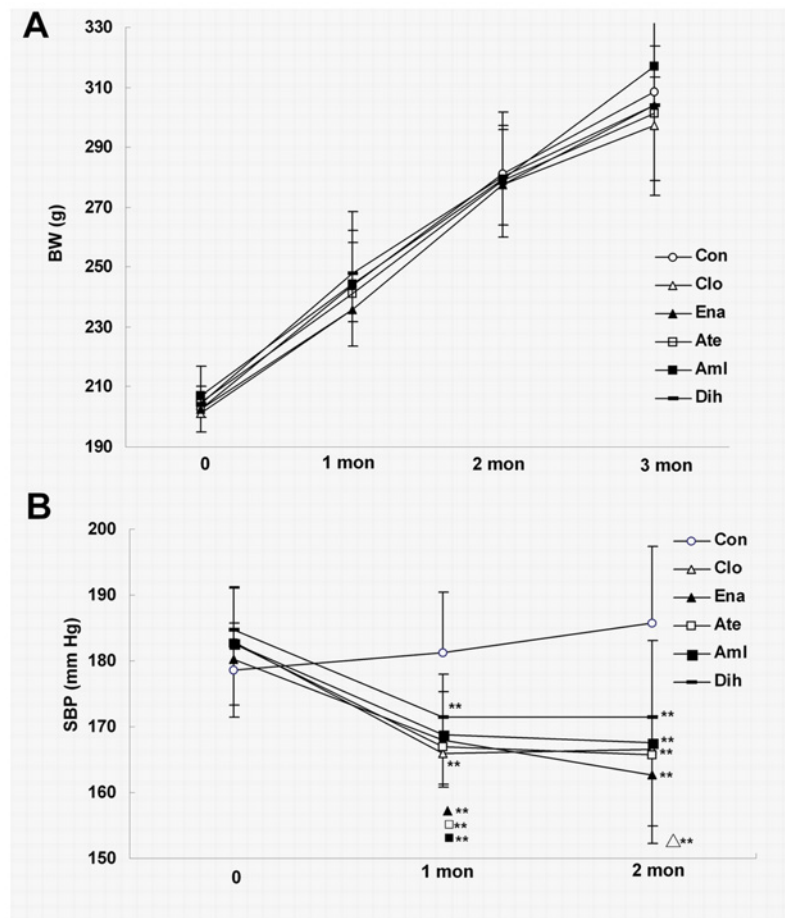 A
330
310
290
270
250
230
210
190
BW (g)
0 1 mon 2 mon 3 mon
Con
Clo
Ena
Ate
Aml
Dih
B
200
190
180
170
160
150
SBP (mm Hg)
0 1 mon 2 mon
Con
Clo
Ena
Ate
Aml
Dih
** **
**
**
** **
**
**
**
**